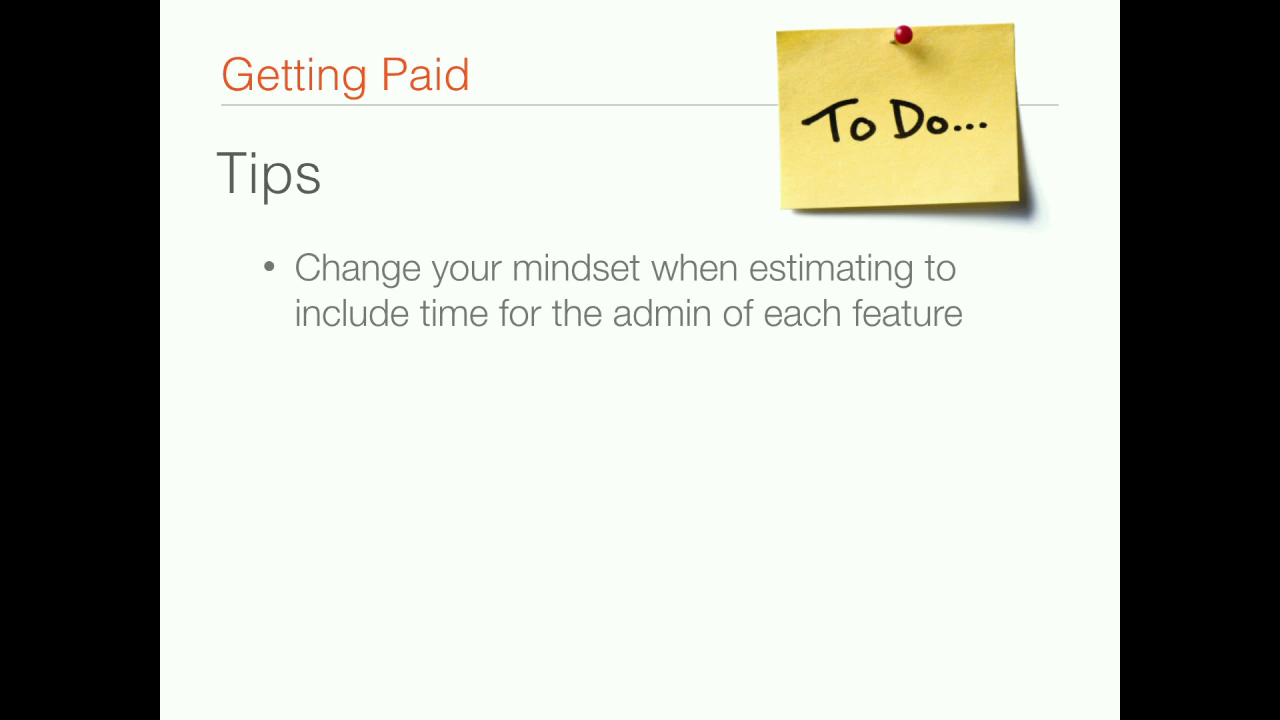 Getting Paid
To Do...
Tips
• Change your mindset when estimating to
include time for the admin of each feature